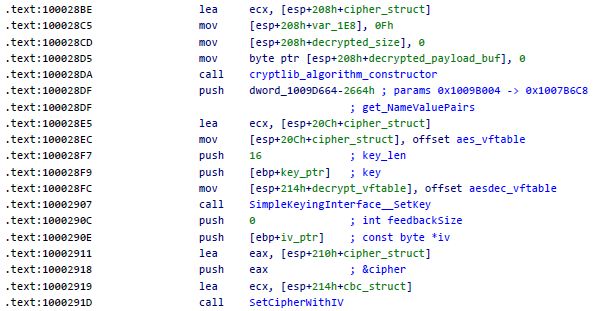 .text:100028BE lea ecx, [esp+208h+cipher_struct]
.text:100028C5 mov [esp+208h+var_1E8], 0Fh
.text:100028CD mov [esp+208h+decrypted_size], 0
.text:100028D5 mov byte ptr [esp+208h+decrypted_payload_buf], 0
.text:100028DA call cryptlib_algorithm_constructor
.text:100028DF push dword_1009D664-2664h ; params 0x1009B004 -> 0x1007B6C8
.text:100028DF ; get_NameValuePairs
.text:100028E5 lea ecx, [esp+20Ch+cipher_struct]
.text:100028EC mov [esp+20Ch+cipher_struct], offset aes_vftable
.text:100028F7 push 16 ; key_len
.text:100028F9 push [ebp+key_ptr] ; key
.text:100028FC mov [esp+214h+decrypt_vftable], offset aesdec_vftable
.text:10002907 call SimpleKeyingInterface__SetKey
.text:1000290C push 0 ; int feedbackSize
.text:1000290E push [ebp+iv_ptr] ; const byte *iv
.text:10002911 lea eax, [esp+210h+cipher_struct]
.text:10002918 push eax ; &cipher
.text:10002919 lea ecx, [esp+214h+cbc_struct]
.text:1000291D call SetCipherWithIV